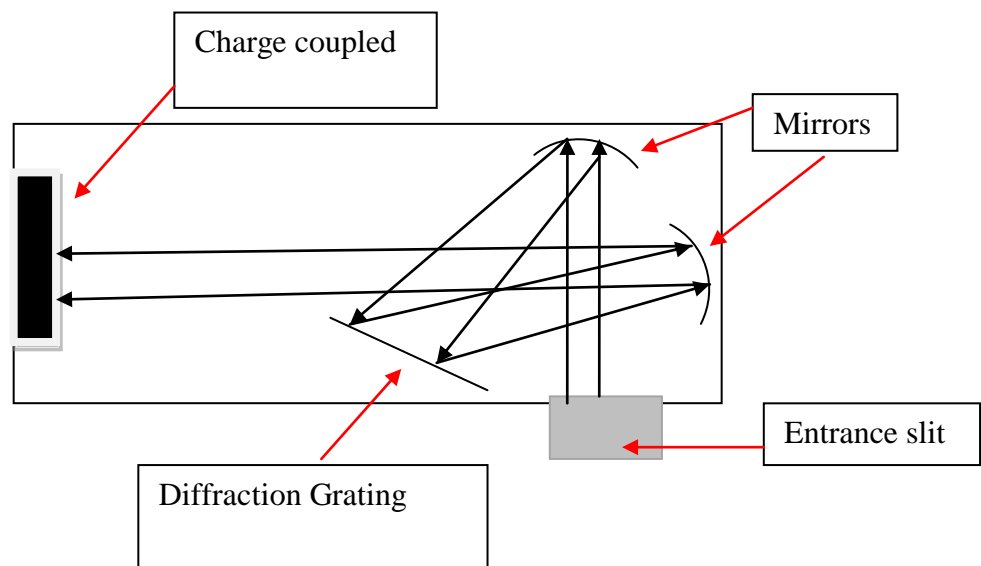 Charge coupled
Mirrors
Entrance slit
Diffraction Grating